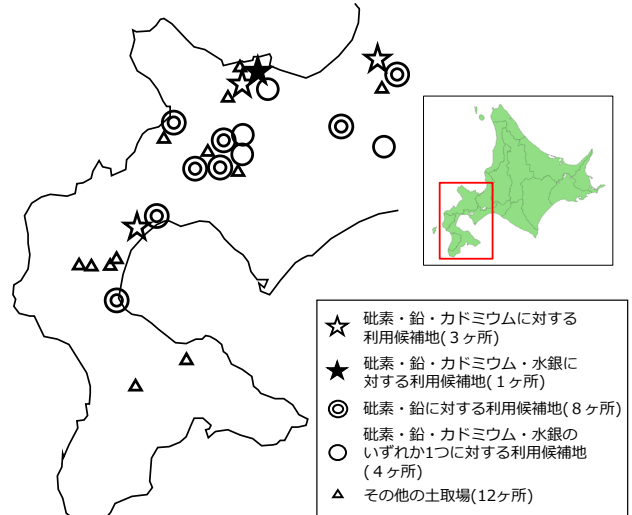 砒素・鉛・カドミウムに対する
利用候補地(３ヶ所)
砒素・鉛・カドミウム・水銀に
対する利用候補地(１ヶ所)
砒素・鉛に対する利用候補地(８ヶ所)
砒素・鉛・カドミウム・水銀の
いずれか1つに対する利用候補地
(４ヶ所)
その他の土取場(12ヶ所)